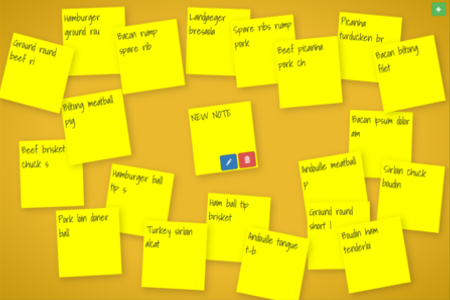 Hamburger
ground rou
Landjaeger
bresaola
Picanha
turducken br
Ground round
beef ri
Bacon rump
spare rib
Spare ribs rump
pork
Beef picanha
pork ch
Bacon biltong
filet
Biltong meatball
pig
NEW NOTE
Bacon ipsum dolor
am
Beef brisket
chuck s
Hamburger ball
tip s
Andouille meatball
p
Sirloin chuck
boudin
Pork loin doner
ball
Turkey sirloin
alcat
Ham ball tip
brisket
Andouille tongue
t-b
Ground round
short l
Boudin ham
tenderloi